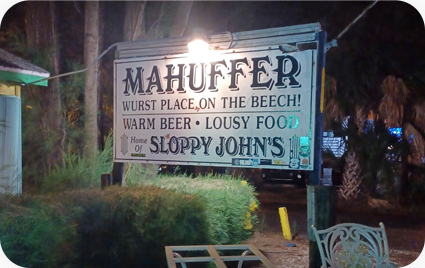 MAHUFFER
WURST PLACE, ON THE BEECH!
WARM BEER • LOUSY FOOD
Home Of SLOPPY JOHN'S